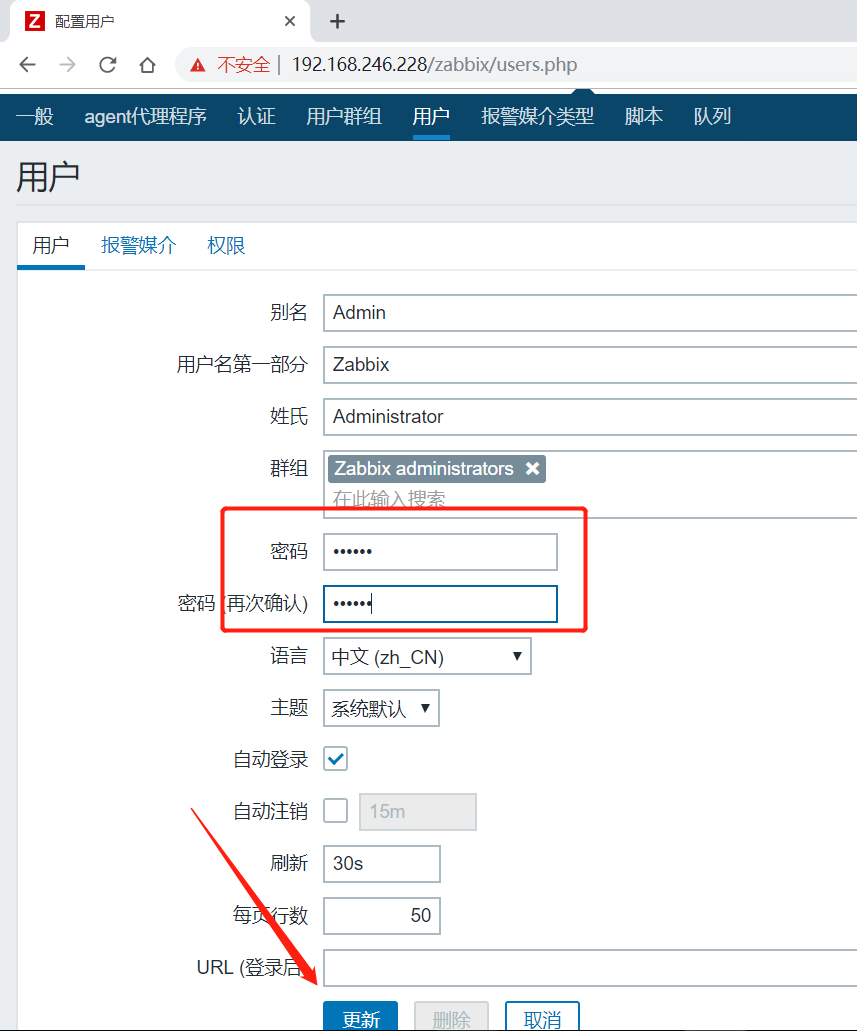 Z 配置用户
不安全 | 192.168.246.228/zabbix/users.php
一般 agent代理程序 认证 用户群组 用户 报警媒介类型 脚本 队列
用户
用户 报警媒介 权限
别名 Admin
用户名第一部分 Zabbix
姓氏 Administrator
群组 Zabbix administrators
在此输入搜索
密码 ••••••
密码 (再次确认) ••••••
语言 中文 (zh_CN)
主题 系统默认
自动登录
自动注销 15m
刷新 30s
每页行数 50
URL (登录后
更新 删除 取消